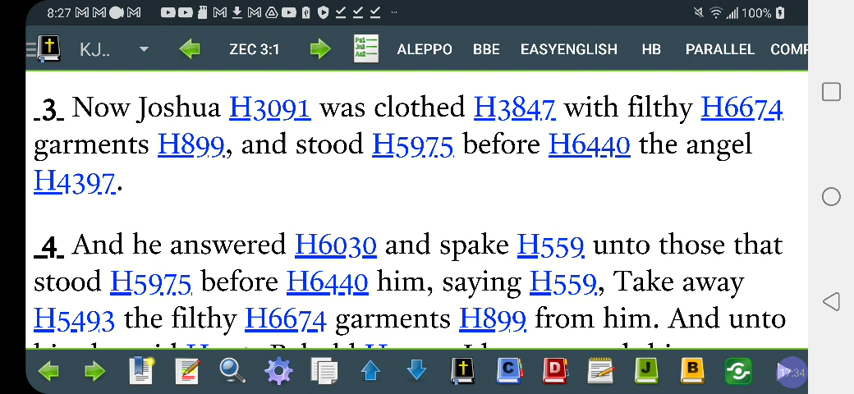 8:27
100%
KJ.. ZEC 3:1 ALEPPO BBE EASYENGLISH HB PARALLEL COMP
3 Now Joshua H3091 was clothed H3847 with filthy H6674
garments H899, and stood H5975 before H6440 the angel
H4397.
4 And he answered H6030 and spake H559 unto those that
stood H5975 before H6440 him, saying H559, Take away
H5493 the filthy H6674 garments H899 from him. And unto
C D J B